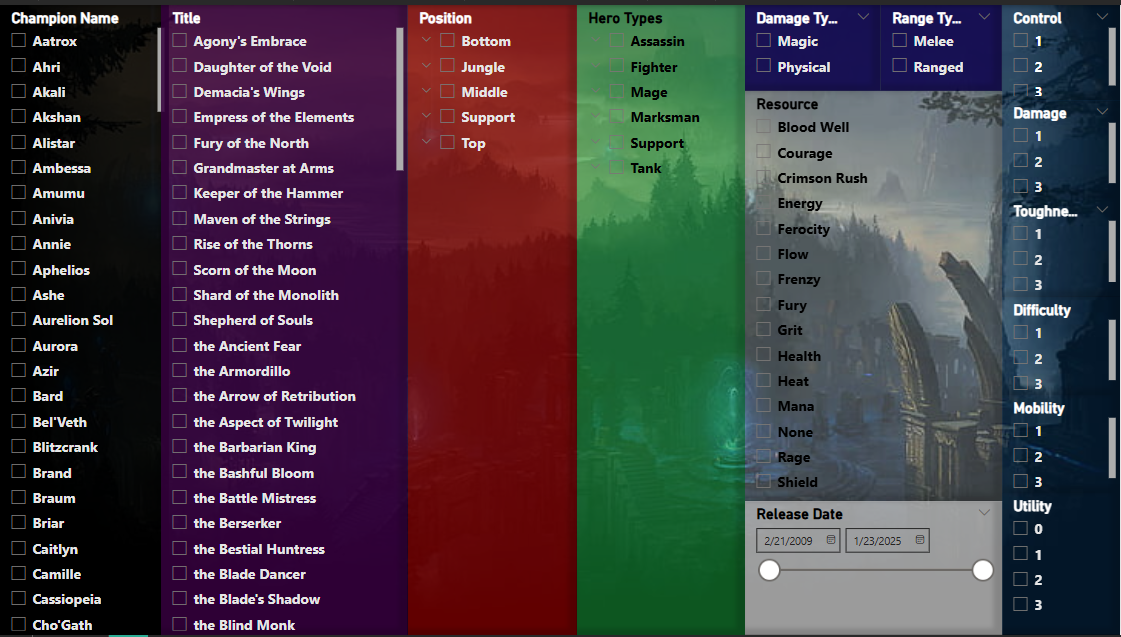 Champion Name
Aatrox
Ahri
Akali
Akshan
Alistar
Ambessa
Amumu
Anivia
Annie
Aphelios
Ashe
Aurelion Sol
Aurora
Azir
Bard
Bel'Veth
Blitzcrank
Brand
Braum
Briar
Caitlyn
Camille
Cassiopeia
Cho'Gath
Title
Agony's Embrace
Daughter of the Void
Demacia's Wings
Empress of the Elements
Fury of the North
Grandmaster at Arms
Keeper of the Hammer
Maven of the Strings
Rise of the Thorns
Scorn of the Moon
Shard of the Monolith
Shepherd of Souls
the Ancient Fear
the Armordillo
the Arrow of Retribution
the Aspect of Twilight
the Barbarian King
the Bashful Bloom
the Battle Mistress
the Berserker
the Bestial Huntress
the Blade Dancer
the Blade's Shadow
the Blind Monk
Position
Bottom
Jungle
Middle
Support
Top
Hero Types
Assassin
Fighter
Mage
Marksman
Support
Tank
Damage Ty...
Magic
Physical
Range Ty...
Melee
Ranged
Resource
Blood Well
Courage
Crimson Rush
Energy
Ferocity
Flow
Frenzy
Fury
Grit
Health
Heat
Mana
None
Rage
Shield
Release Date
2/21/2009
1/23/2025
Control
1
2
3
Damage
1
2
3
Toughne...
1
2
3
Difficulty
1
2
3
Mobility
1
2
3
Utility
0
1
2
3